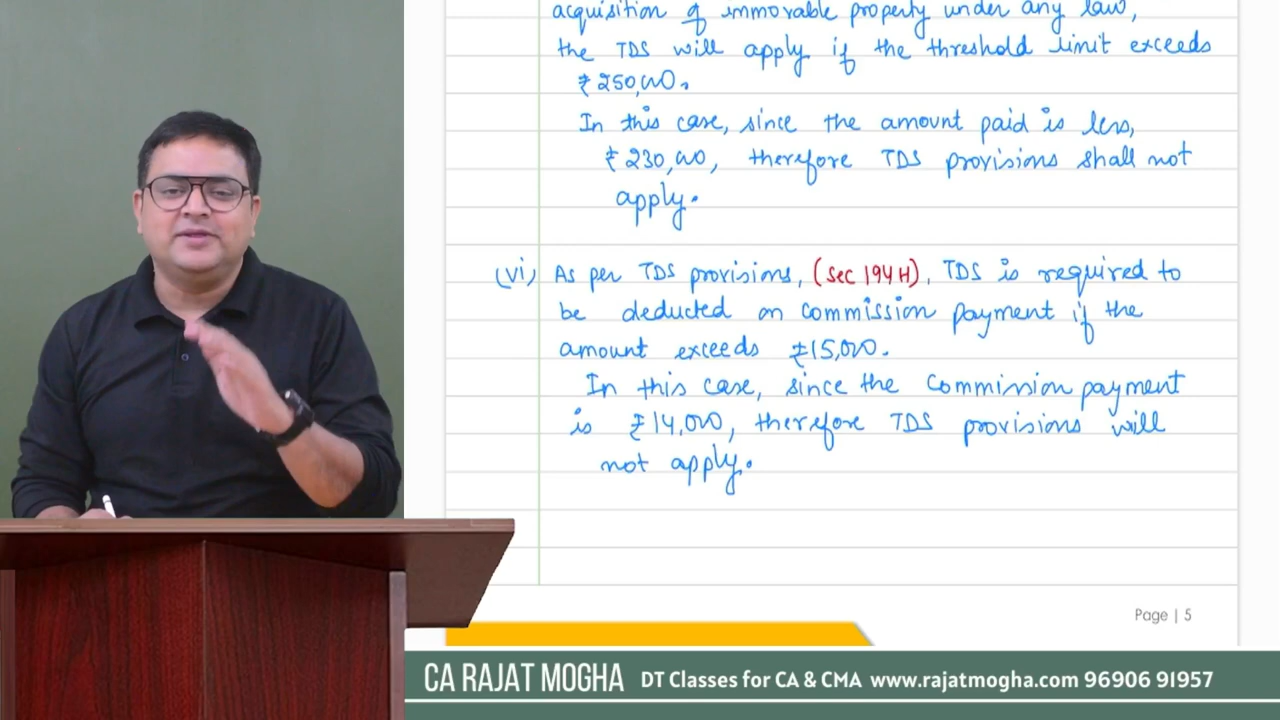 acquisition of immovable property under any law,
the TDS will apply if the threshold limit exceeds
₹250,000.
In this case, since the amount paid is less,
₹230,000, therefore TDS provisions shall not
apply.
(vi) As per TDS provisions, (Sec 194H), TDS is required to
be deducted on commission payment if the
amount exceeds ₹15,000.
In this case, since the Commission payment
is ₹14,000, therefore TDS provisions will
not apply.
Page | 5
CA RAJAT MOGHA DT Classes for CA & CMA www.rajatmogha.com 96906 91957